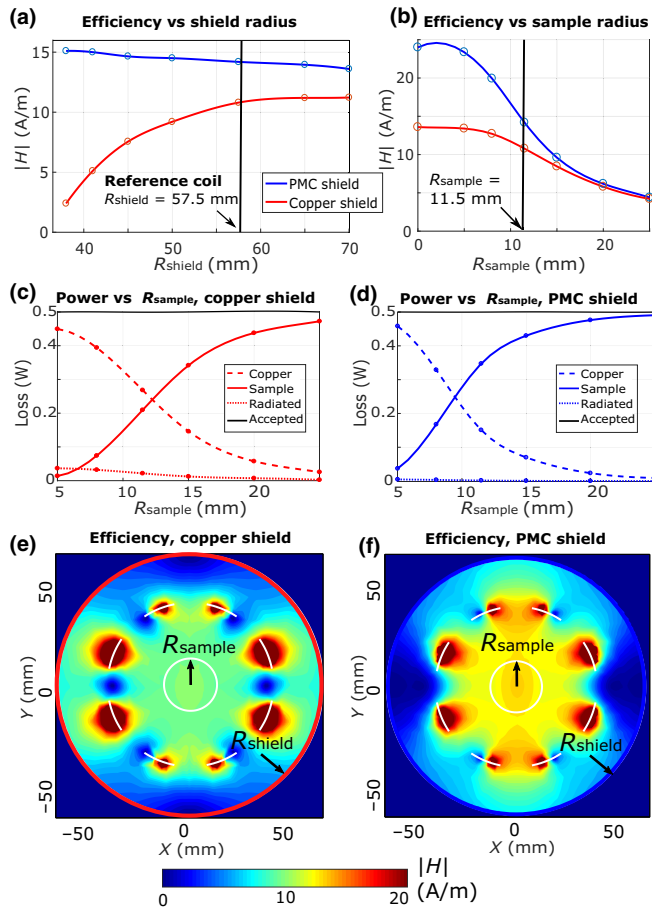 (a)
Efficiency vs shield radius
15
10
5
0
|H| (A/m)
Reference coil
Rshield = 57.5 mm
PMC shield
Copper shield
40
50
60
70
Rshield (mm)
(b)
Efficiency vs sample radius
20
10
0
|H| (A/m)
Rsample =
11.5 mm
0
10
20
Rsample (mm)
(c)
Power vs Rsample, copper shield
0.5
0.2
0
Loss (W)
Copper
Sample
Radiated
Accepted
5
10
15
20
Rsample (mm)
(d)
Power vs Rsample, PMC shield
0.5
0.2
0
Loss (W)
Copper
Sample
Radiated
Accepted
5
10
15
20
Rsample (mm)
(e)
Efficiency, copper shield
50
0
−50
Y (mm)
Rsample
Rshield
−50
0
50
X (mm)
(f)
Efficiency, PMC shield
50
0
−50
Y (mm)
Rsample
Rshield
−50
0
50
X (mm)
0
10
20
|H|
(A/m)